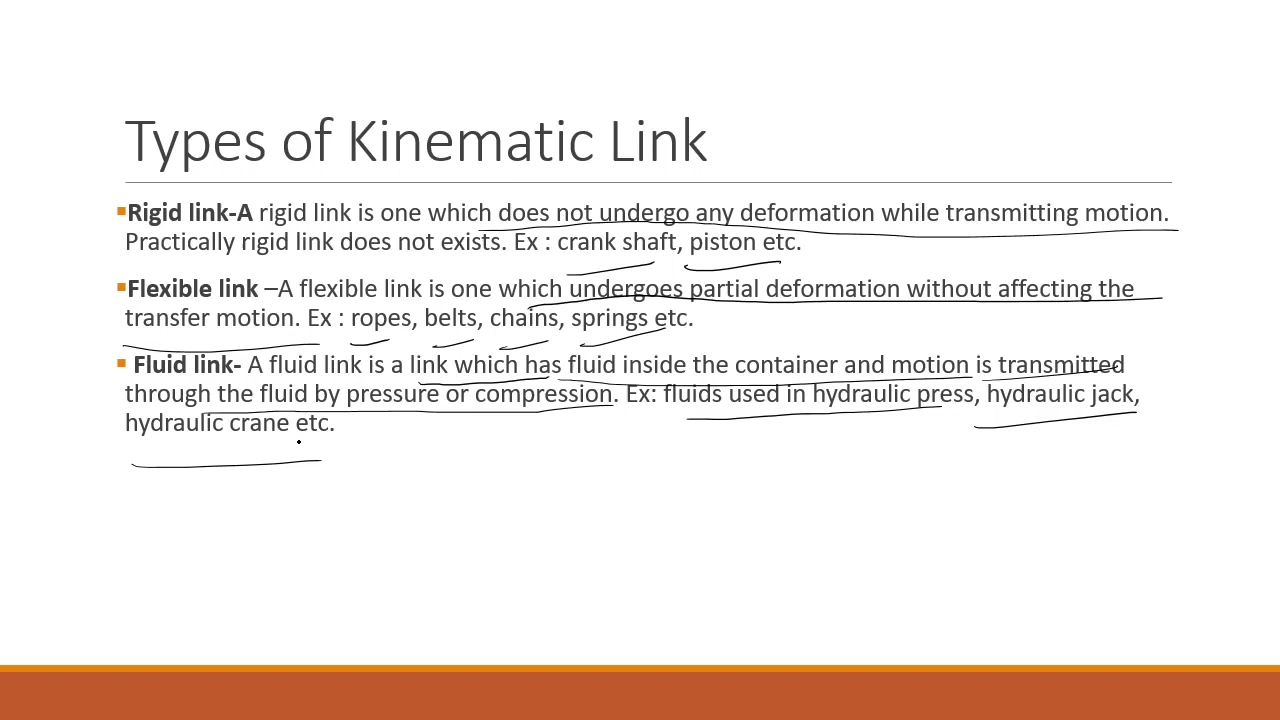 Types of Kinematic Link
▪Rigid link-A rigid link is one which does not undergo any deformation while transmitting motion.
Practically rigid link does not exists. Ex : crank shaft, piston etc.
▪Flexible link –A flexible link is one which undergoes partial deformation without affecting the
transfer motion. Ex : ropes, belts, chains, springs etc.
▪ Fluid link- A fluid link is a link which has fluid inside the container and motion is transmitted
through the fluid by pressure or compression. Ex: fluids used in hydraulic press, hydraulic jack,
hydraulic crane etc.